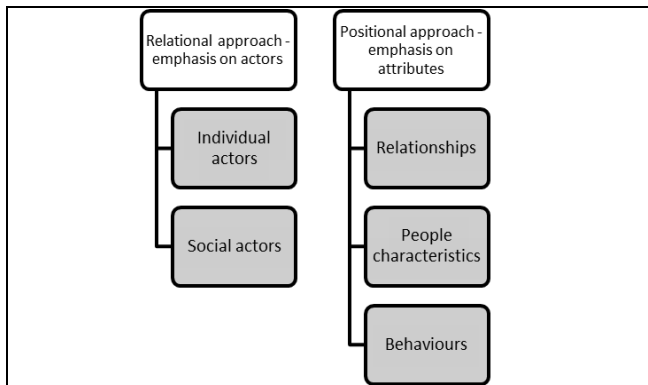 Relational approach -
emphasis on actors
Individual
actors
Social actors
Positional approach -
emphasis on
attributes
Relationships
People
characteristics
Behaviours